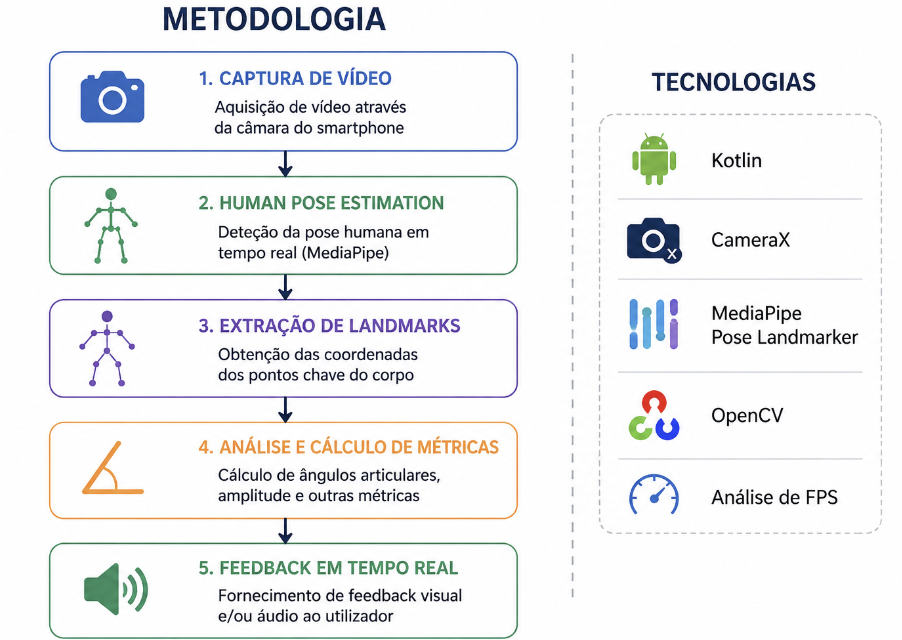 METODOLOGIA
1. CAPTURA DE VÍDEO
Aquisição de vídeo através
da câmara do smartphone
2. HUMAN POSE ESTIMATION
Deteção da pose humana em
tempo real (MediaPipe)
3. EXTRAÇÃO DE LANDMARKS
Obtenção das coordenadas
dos pontos chave do corpo
4. ANÁLISE E CÁLCULO DE MÉTRICAS
Cálculo de ângulos articulares,
amplitude e outras métricas
5. FEEDBACK EM TEMPO REAL
Fornecimento de feedback visual
e/ou áudio ao utilizador
TECNOLOGIAS
Kotlin
X
CameraX
MediaPipe
Pose Landmarker
OpenCV
Análise de FPS